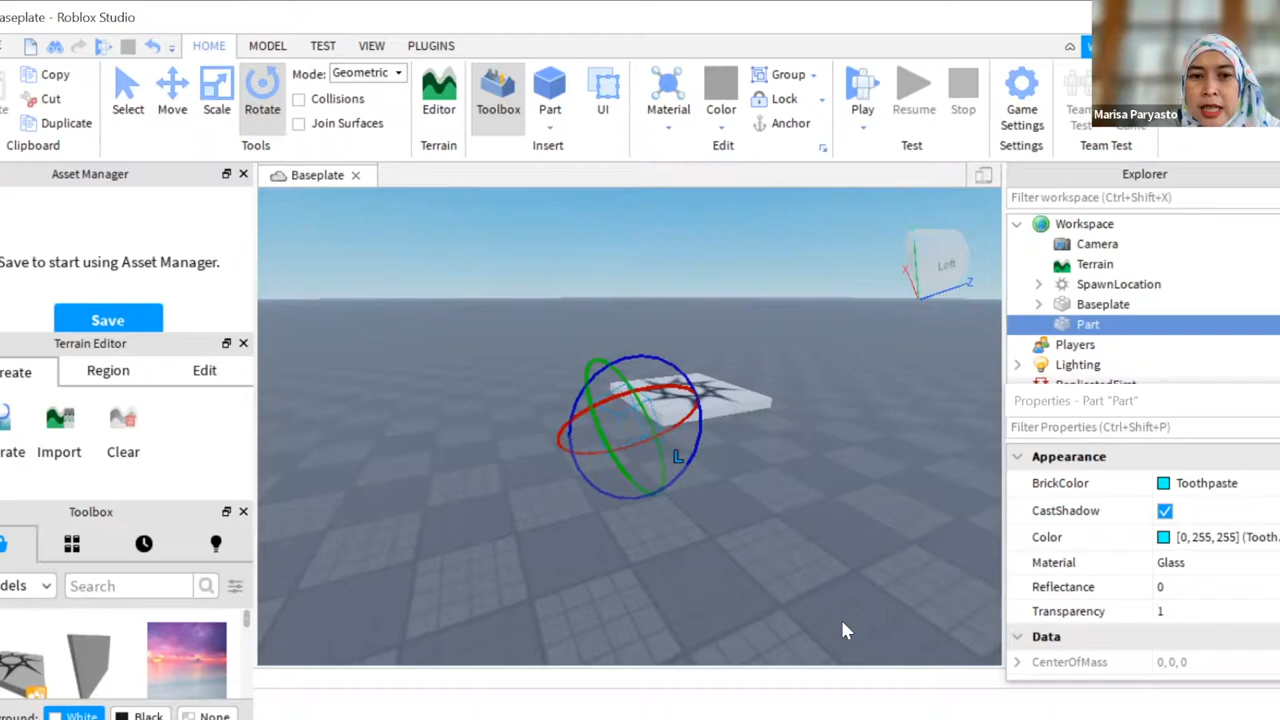 aseplate - Roblox Studio
HOME MODEL TEST VIEW PLUGINS
Copy
Cut
Duplicate
Clipboard
Select
Move
Scale
Rotate
Mode: Geometric
Collisions
Join Surfaces
Tools
Editor
Terrain
Toolbox
Part
UI
Insert
Material
Color
Group
Lock
Anchor
Edit
Play
Resume
Stop
Test
Game
Settings
Settings
Team Test
Marisa Paryasto
Asset Manager
Save to start using Asset Manager.
Save
Terrain Editor
reate Region Edit
rate Import Clear
Toolbox
dels Search
round: White Black None
Baseplate
Left
X
Z
L
Explorer
Filter workspace (Ctrl+Shift+X)
Workspace
Camera
Terrain
SpawnLocation
Baseplate
Part
Players
Lighting
Properties - Part "Part"
Filter Properties (Ctrl+Shift+P)
Appearance
BrickColor Toothpaste
CastShadow
Color [0, 255, 255] (Tooth.
Material Glass
Reflectance 0
Transparency 1
Data
CenterOfMass 0, 0, 0